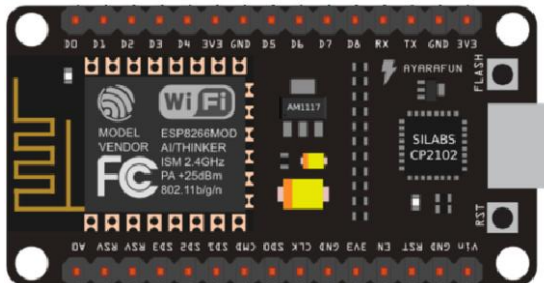 D0 D1 D2 D3 D4 3V3 GND D5 D6 D7 D8 RX TX GND 3V3
AYARAFUN
FLASH
WiFi
AM1117
MODEL
VENDOR
ESP8266MOD
AI/THINKER
ISM 2.4GHz
PA +25dBm
802.11b/g/n
FC
SILABS
CP2102
RST
A0 RSV RSV SD3 SD2 SD1 CMD SD0 CLK GND 3V3 EN RST GND Vin